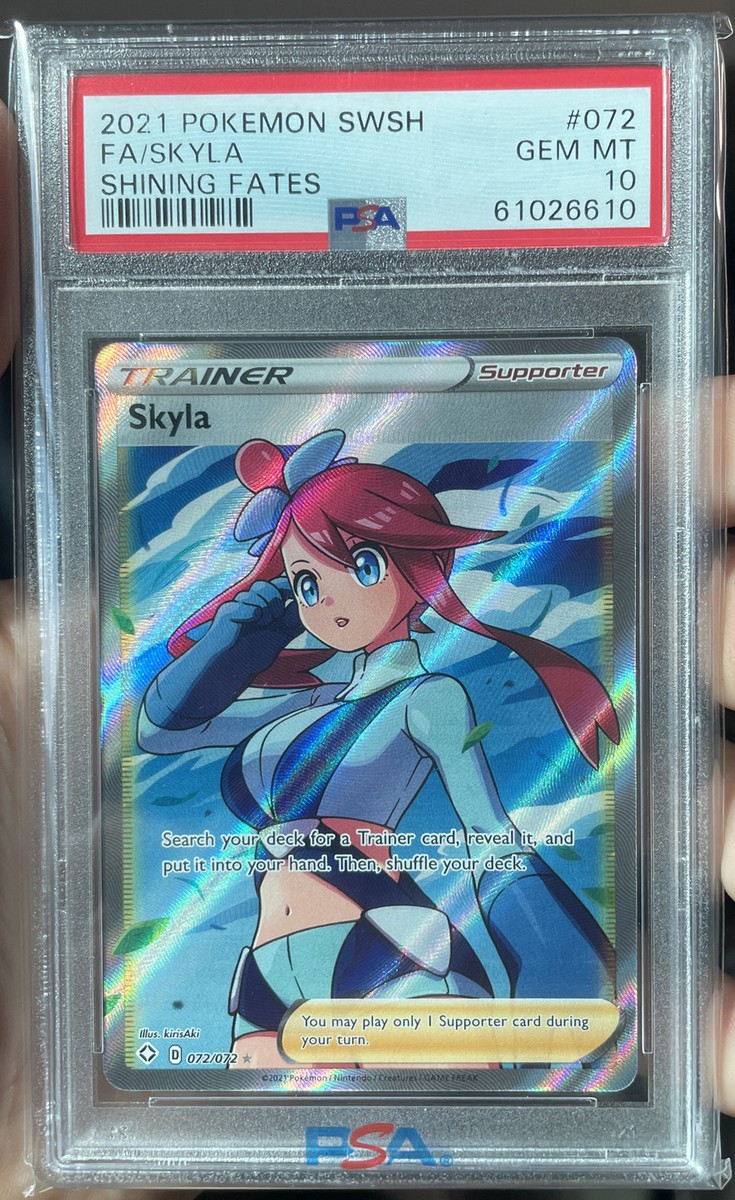 2021 POKEMON SWSH #072
FA/SKYLA GEM MT
SHINING FATES 10
PSA 61026610
TRAINER Supporter
Skyla
Search your deck for a Trainer card, reveal it, and
put it into your hand. Then, shuffle your deck.
You may play only 1 Supporter card during
your turn.
Illus. kirisAki
D 072/072 ★
©2021 Pokémon / Nintendo / Creatures / GAME FREAK
PSA®